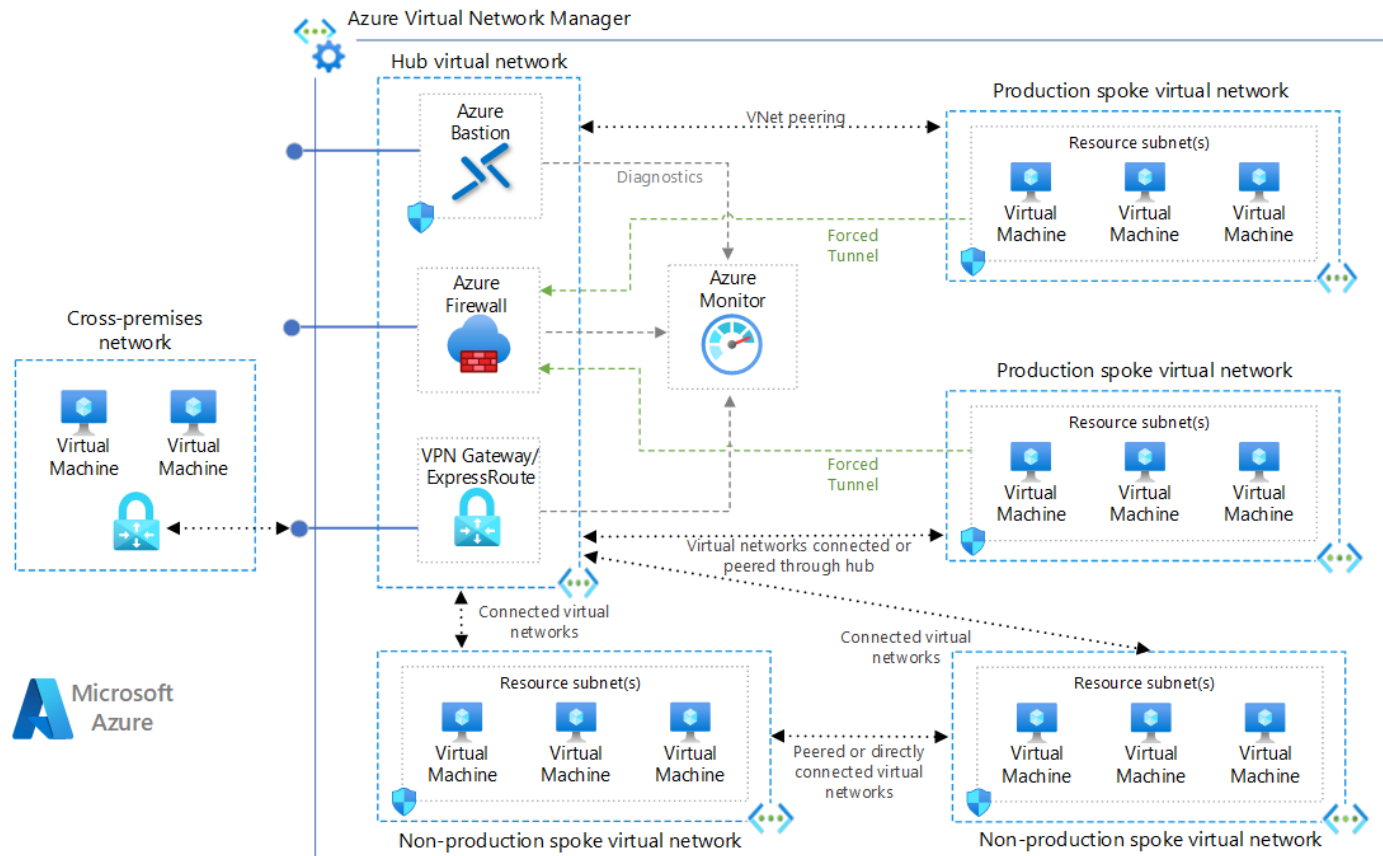 Azure Virtual Network Manager
Hub virtual network
Azure
Bastion
VNet peering
Diagnostics
Production spoke virtual network
Resource subnet(s)
Virtual
Machine
Virtual
Machine
Virtual
Machine
Forced
Tunnel
Azure
Firewall
Azure
Monitor
Cross-premises
network
Virtual
Machine
Virtual
Machine
Production spoke virtual network
Resource subnet(s)
Virtual
Machine
Virtual
Machine
Virtual
Machine
Forced
Tunnel
VPN Gateway/
ExpressRoute
Virtual networks connected or
peered through hub
Connected virtual
networks
Connected virtual
networks
Microsoft
Azure
Resource subnet(s)
Virtual
Machine
Virtual
Machine
Virtual
Machine
Non-production spoke virtual network
Peered or directly
connected virtual
networks
Resource subnet(s)
Virtual
Machine
Virtual
Machine
Virtual
Machine
Non-production spoke virtual network